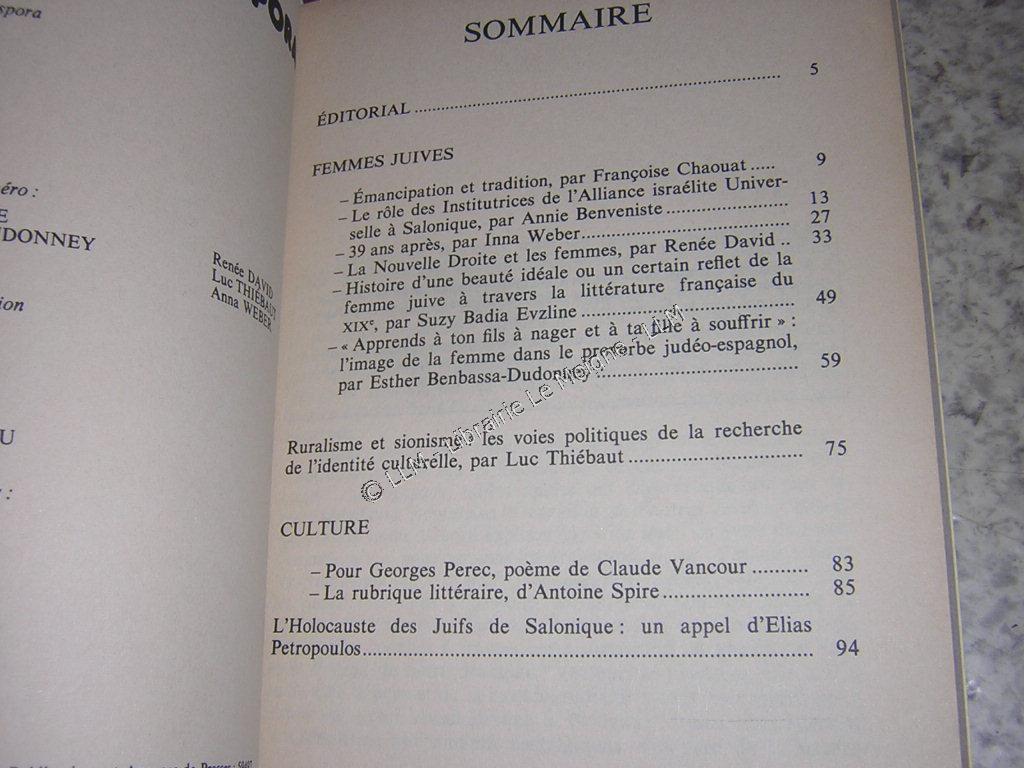 spora
PORA
éro :
E
UDONNEY
Renée DAVID
Luc THIÉBAUT
Anna WEBER
ion
U
:
SOMMAIRE
ÉDITORIAL .......... 5
FEMMES JUIVES
– Émancipation et tradition, par Françoise Chaouat ..... 9
– Le rôle des Institutrices de l'Alliance israélite Univer-
selle à Salonique, par Annie Benveniste .......... 13
– 39 ans après, par Inna Weber .......... 27
– La Nouvelle Droite et les femmes, par Renée David .. 33
– Histoire d'une beauté idéale ou un certain reflet de la
femme juive à travers la littérature française du
XIXe, par Suzy Badia Evzline .......... 49
– « Apprends à ton fils à nager et à ta fille à souffrir » :
l'image de la femme dans le proverbe judéo-espagnol,
par Esther Benbassa-Dudonney .......... 59
Ruralisme et sionisme : les voies politiques de la recherche
de l'identité culturelle, par Luc Thiébaut .......... 75
CULTURE
– Pour Georges Perec, poème de Claude Vancour .......... 83
– La rubrique littéraire, d'Antoine Spire .......... 85
L'Holocauste des Juifs de Salonique : un appel d'Elias
Petropoulos .......... 94
© LLM - Librairie Le Moigne - LLM